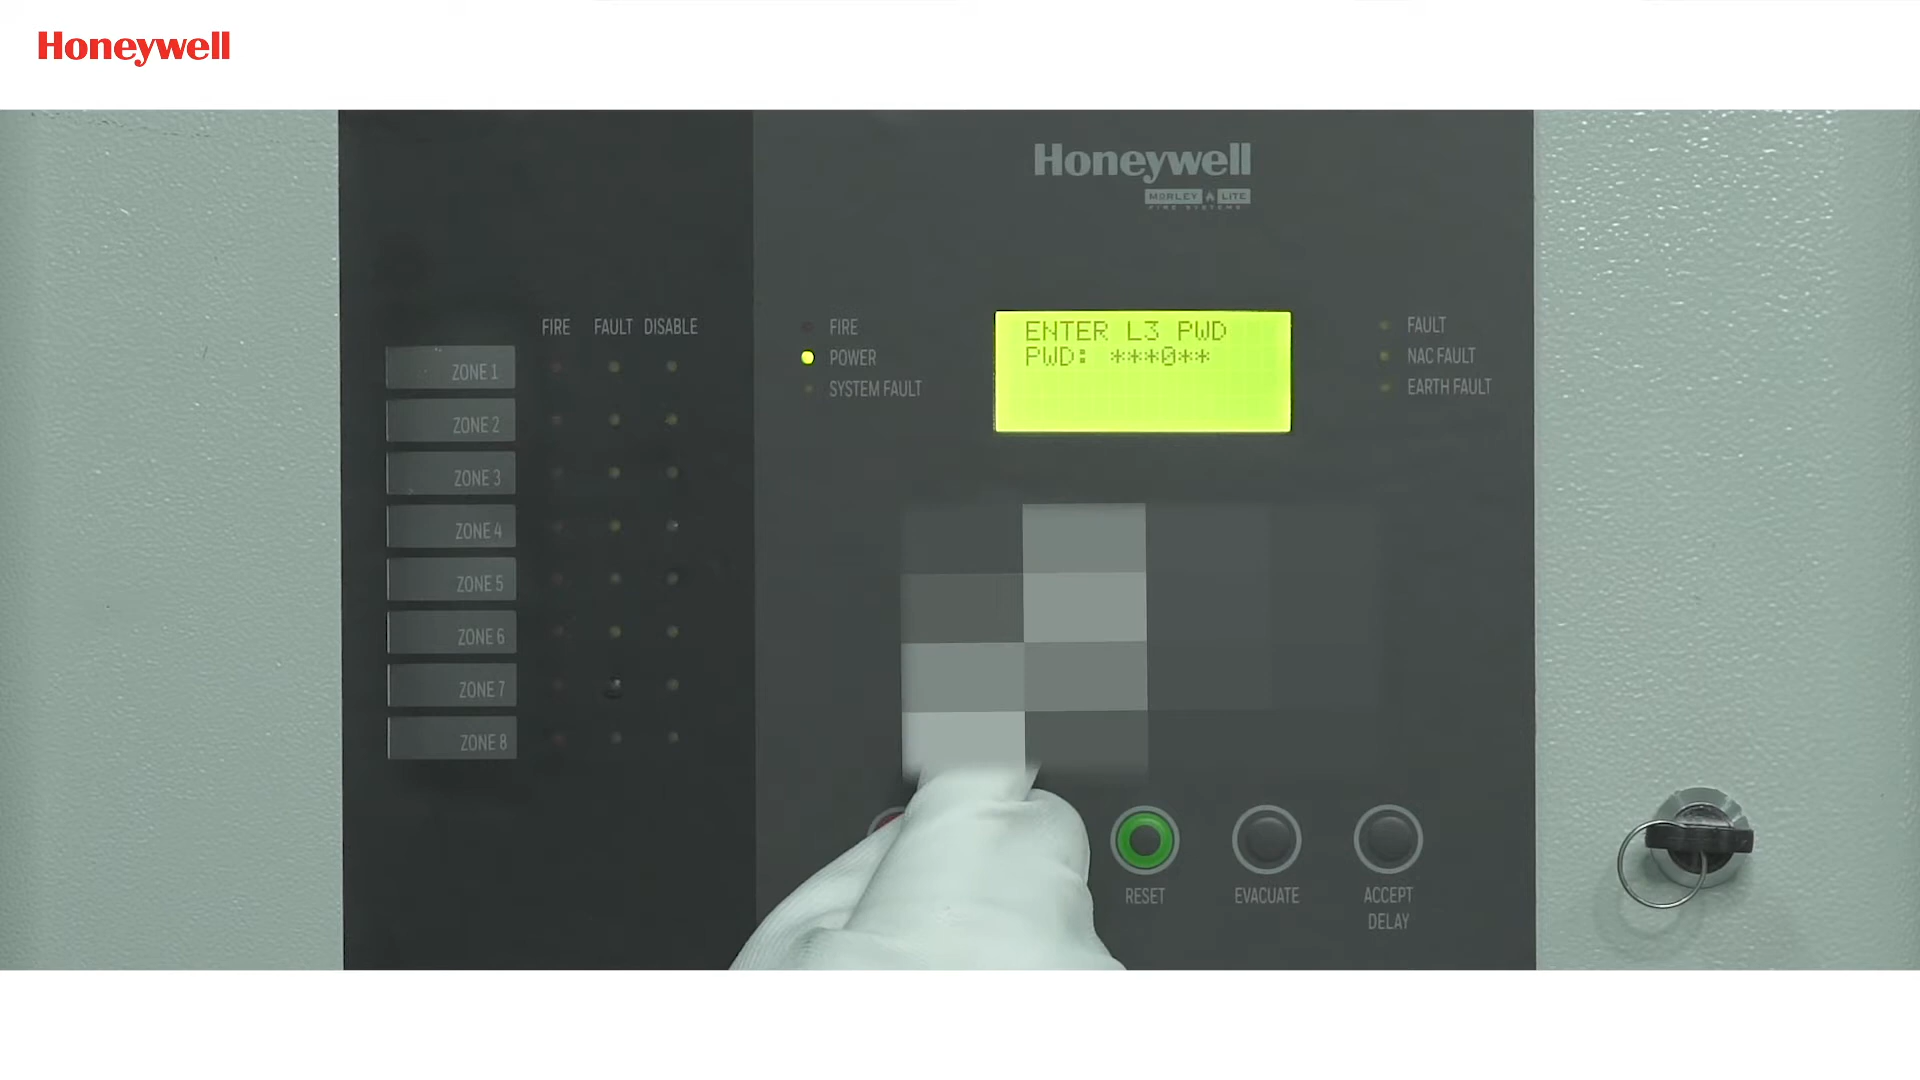 Honeywell
Honeywell
MORLEY LITE
FIRE SYSTEMS
FIRE FAULT DISABLE
ZONE 1
ZONE 2
ZONE 3
ZONE 4
ZONE 5
ZONE 6
ZONE 7
ZONE 8
FIRE
POWER
SYSTEM FAULT
ENTER L3 PWD
PWD: ***0**
FAULT
NAC FAULT
EARTH FAULT
RESET
EVACUATE
ACCEPT
DELAY